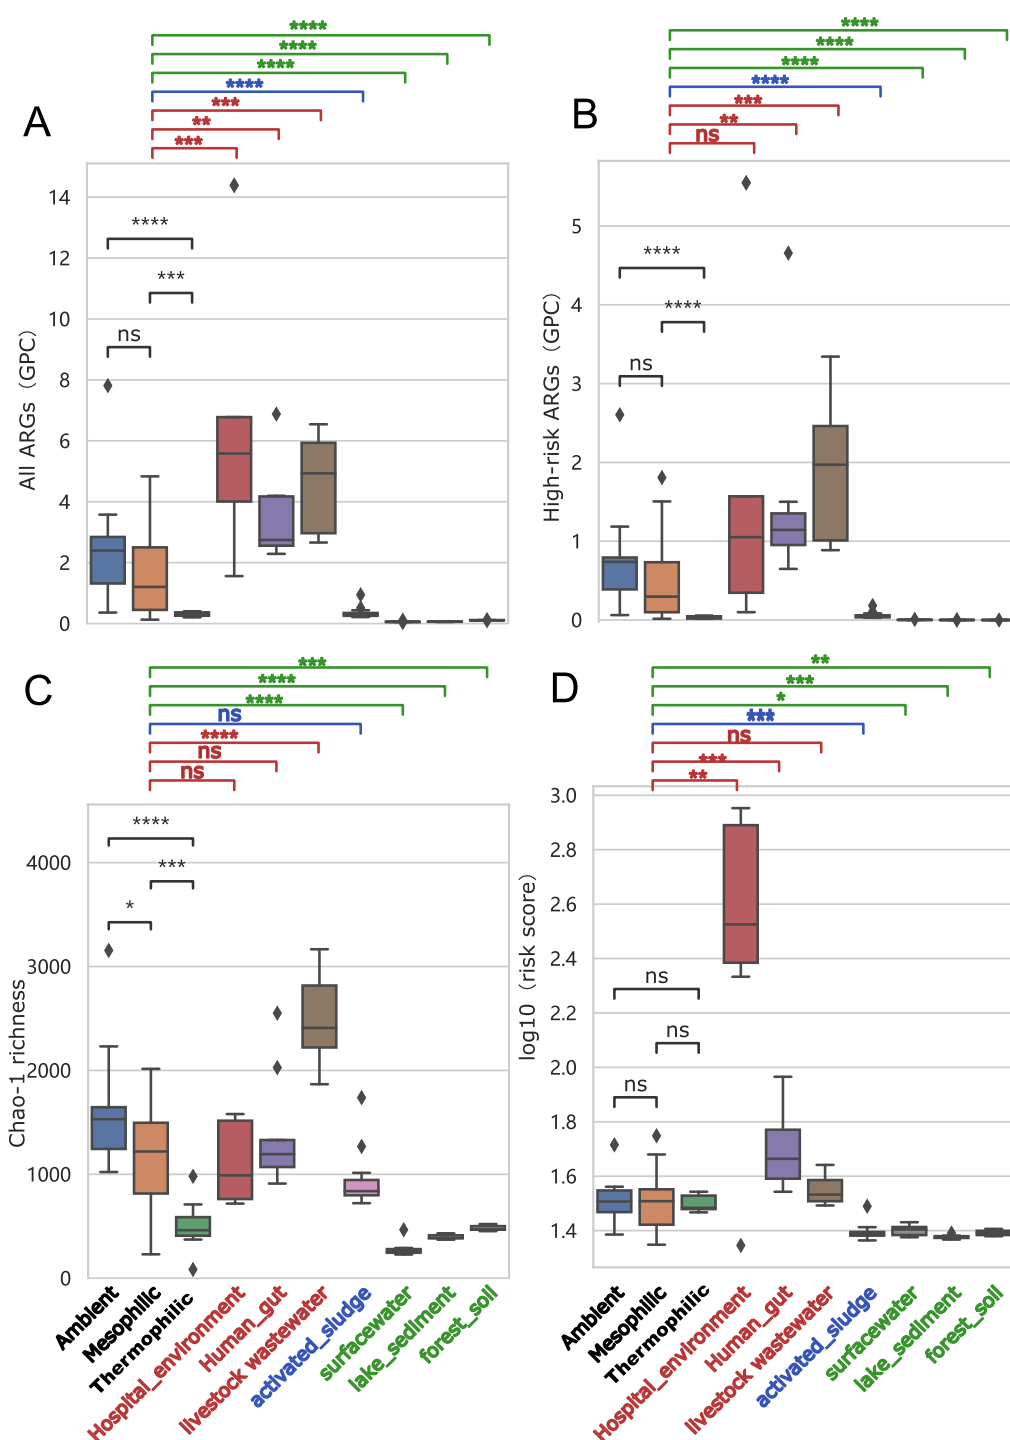 A
****
****
****
****
***
**
***
All ARGs (GPC)
14
12
10
8
6
4
2
0
****
***
ns
B
****
****
****
****
***
**
ns
High-risk ARGs (GPC)
5
4
3
2
1
0
****
****
ns
C
***
****
****
ns
****
ns
ns
Chao-1 richness
4000
3000
2000
1000
0
****
***
*
Ambient
Mesophilic
Thermophilic
Hospital_environment
Human_gut
livestock wastewater
activated_sludge
surfacewater
lake_sediment
forest_soil
D
**
***
*
***
ns
***
**
log10 (risk score)
3.0
2.8
2.6
2.4
2.2
2.0
1.8
1.6
1.4
ns
ns
ns
Ambient
Mesophilic
Thermophilic
Hospital_environment
Human_gut
livestock wastewater
activated_sludge
surfacewater
lake_sediment
forest_soil